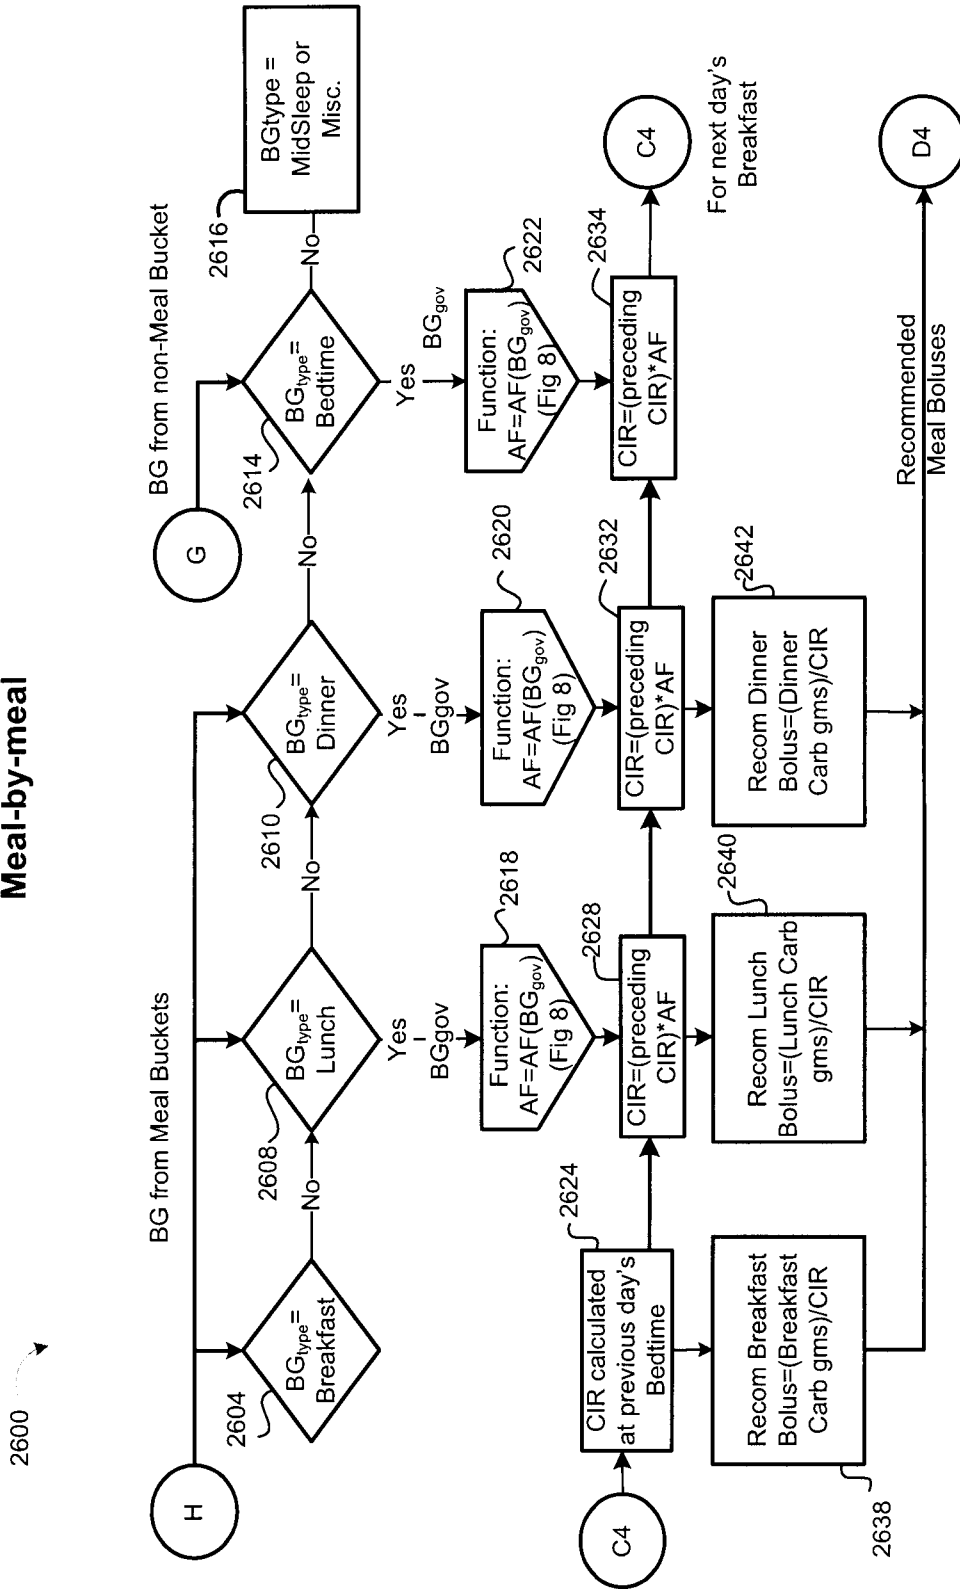 2600
Meal-by-meal
H
BG from Meal Buckets
G
BG from non-Meal Bucket
2604
BGtype=
Breakfast
No
2608
BGtype=
Lunch
No
2610
BGtype=
Dinner
No
2614
BGtype=
Bedtime
No
2616
BGtype =
MidSleep or
Misc.
Yes
BGgov
Yes
BGgov
Yes
BGgov
2618
Function:
AF=AF(BGgov)
(Fig 8)
2620
Function:
AF=AF(BGgov)
(Fig 8)
2622
Function:
AF=AF(BGgov)
(Fig 8)
C4
2624
CIR calculated
at previous day's
Bedtime
2628
CIR=(preceding
CIR)*AF
2632
CIR=(preceding
CIR)*AF
2634
CIR=(preceding
CIR)*AF
C4
For next day's
Breakfast
2638
Recom Breakfast
Bolus=(Breakfast
Carb gms)/CIR
2640
Recom Lunch
Bolus=(Lunch Carb
gms)/CIR
2642
Recom Dinner
Bolus=(Dinner
Carb gms)/CIR
Recommended
Meal Boluses
D4